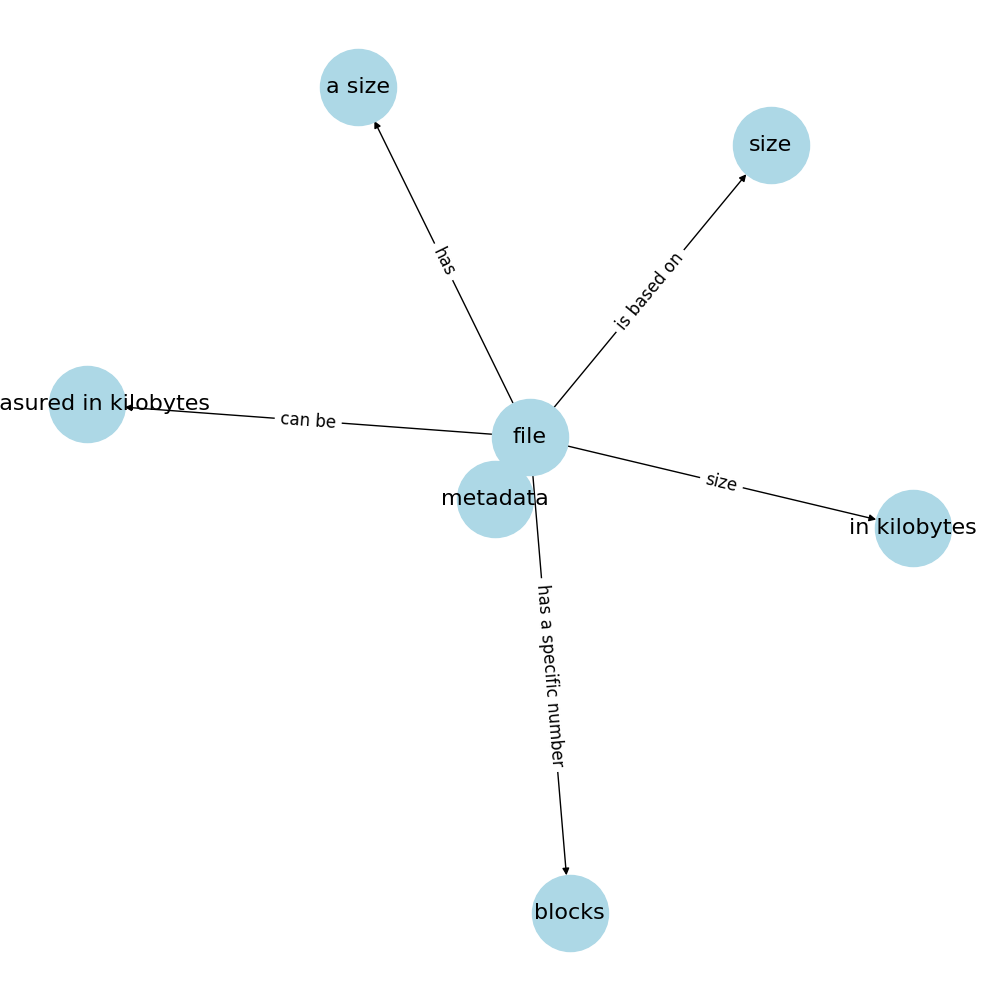 a size
size
has
is based on
asured in kilobytes
can be
file
size
metadata
in kilobytes
has a specific number
blocks